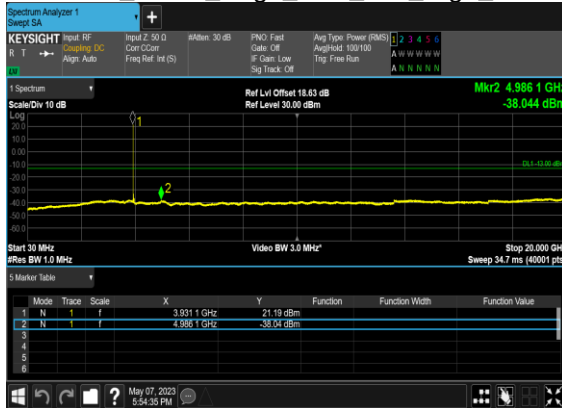 Spectrum Analyzer 1
Swept SA
+
KEYSIGHT Input: RF Input Z: 50 Ω #Atten: 30 dB PNO: Fast Avg Type: Power (RMS) 1 2 3 4 5 6
R T Coupling: DC Corr CCorr Gate: Off Avg|Hold: 100/100 A W W W W W
Align: Auto Freq Ref: Int (S) IF Gain: Low Trig: Free Run
LU Sig Track: Off A N N N N N
1 Spectrum Ref Lvl Offset 18.63 dB Mkr2 4.986 1 GHz
Scale/Div 10 dB Ref Level 30.00 dBm -38.044 dBm
Log
20.0
10.0
0.00
-10.0
-20.0
-30.0
-40.0
-50.0
-60.0
1
2
DL1 -13.00 dBm
Start 30 MHz Video BW 3.0 MHz* Stop 20.000 GHz
#Res BW 1.0 MHz Sweep 34.7 ms (40001 pts)
5 Marker Table
Mode Trace Scale X Y Function Function Width Function Value
1 N 1 f 3.931 1 GHz 21.19 dBm
2 N 1 f 4.986 1 GHz -38.04 dBm
3
4
5
6
? May 07, 2023
5:54:35 PM